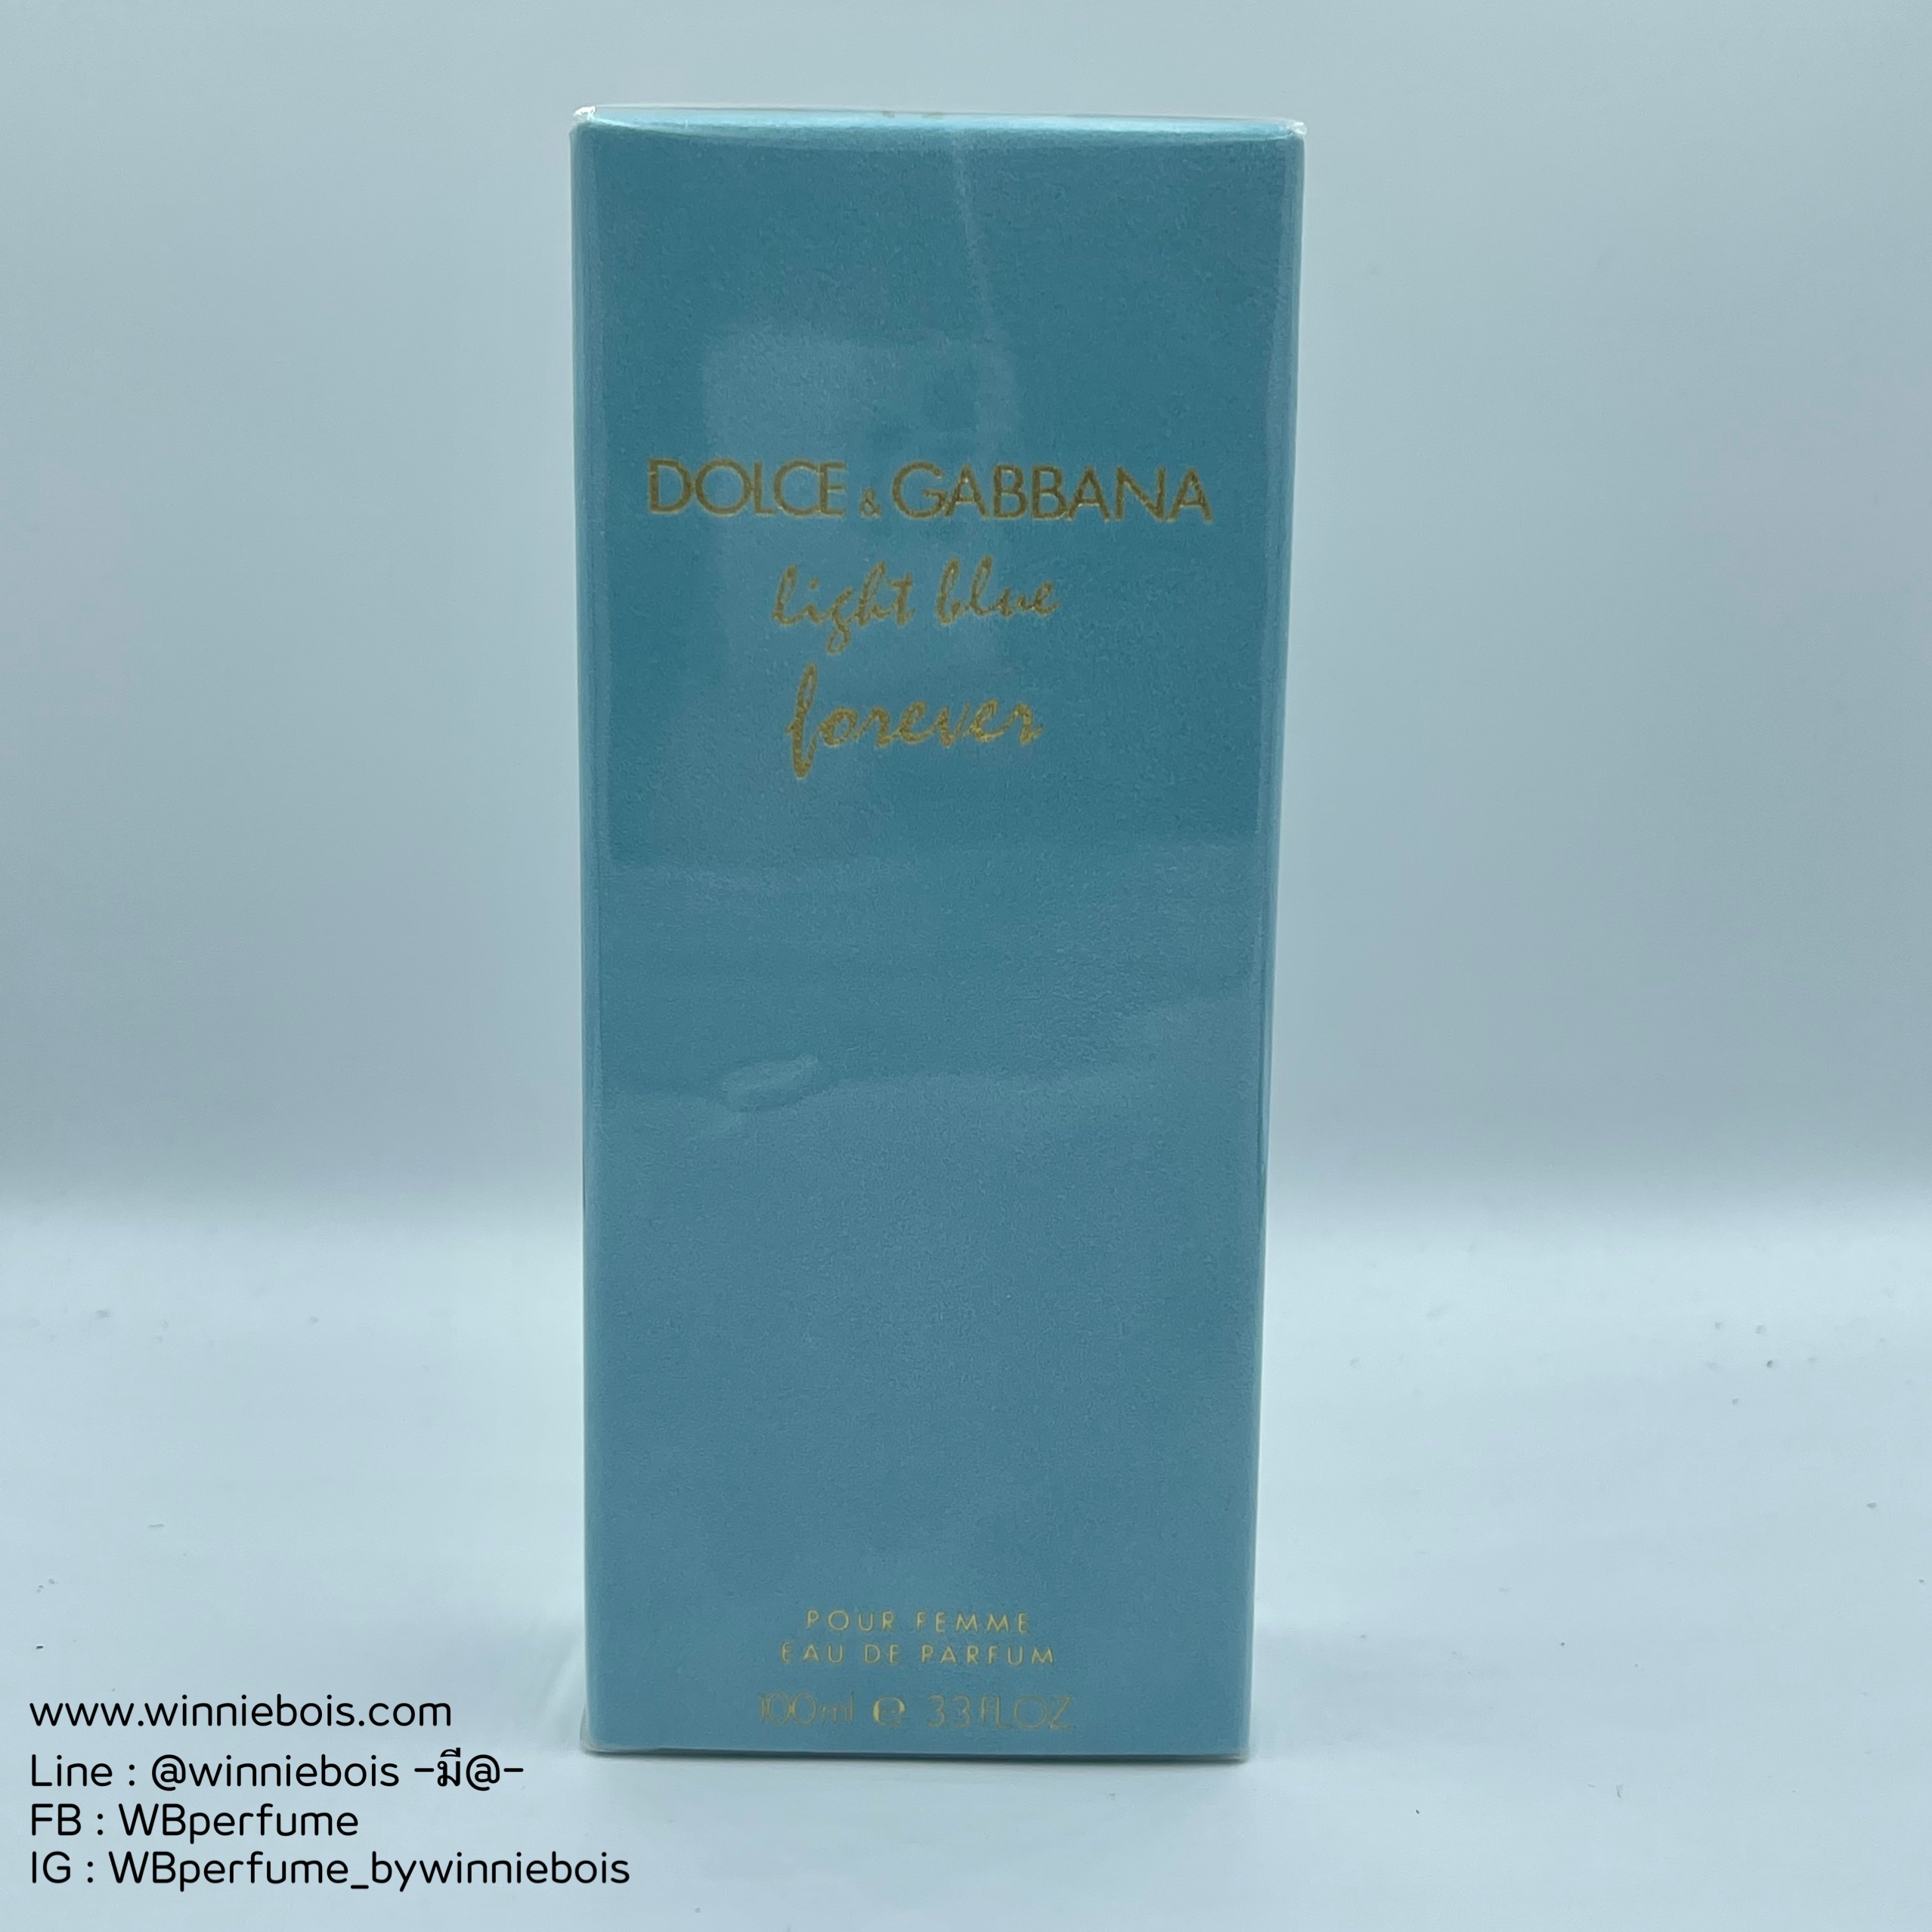 DOLCE & GABBANA
light blue
forever
POUR FEMME
EAU DE PARFUM
100ml ℮ 3.3 FL.OZ
www.winniebois.com
Line : @winniebois -มี@-
FB : WBperfume
IG : WBperfume_bywinniebois